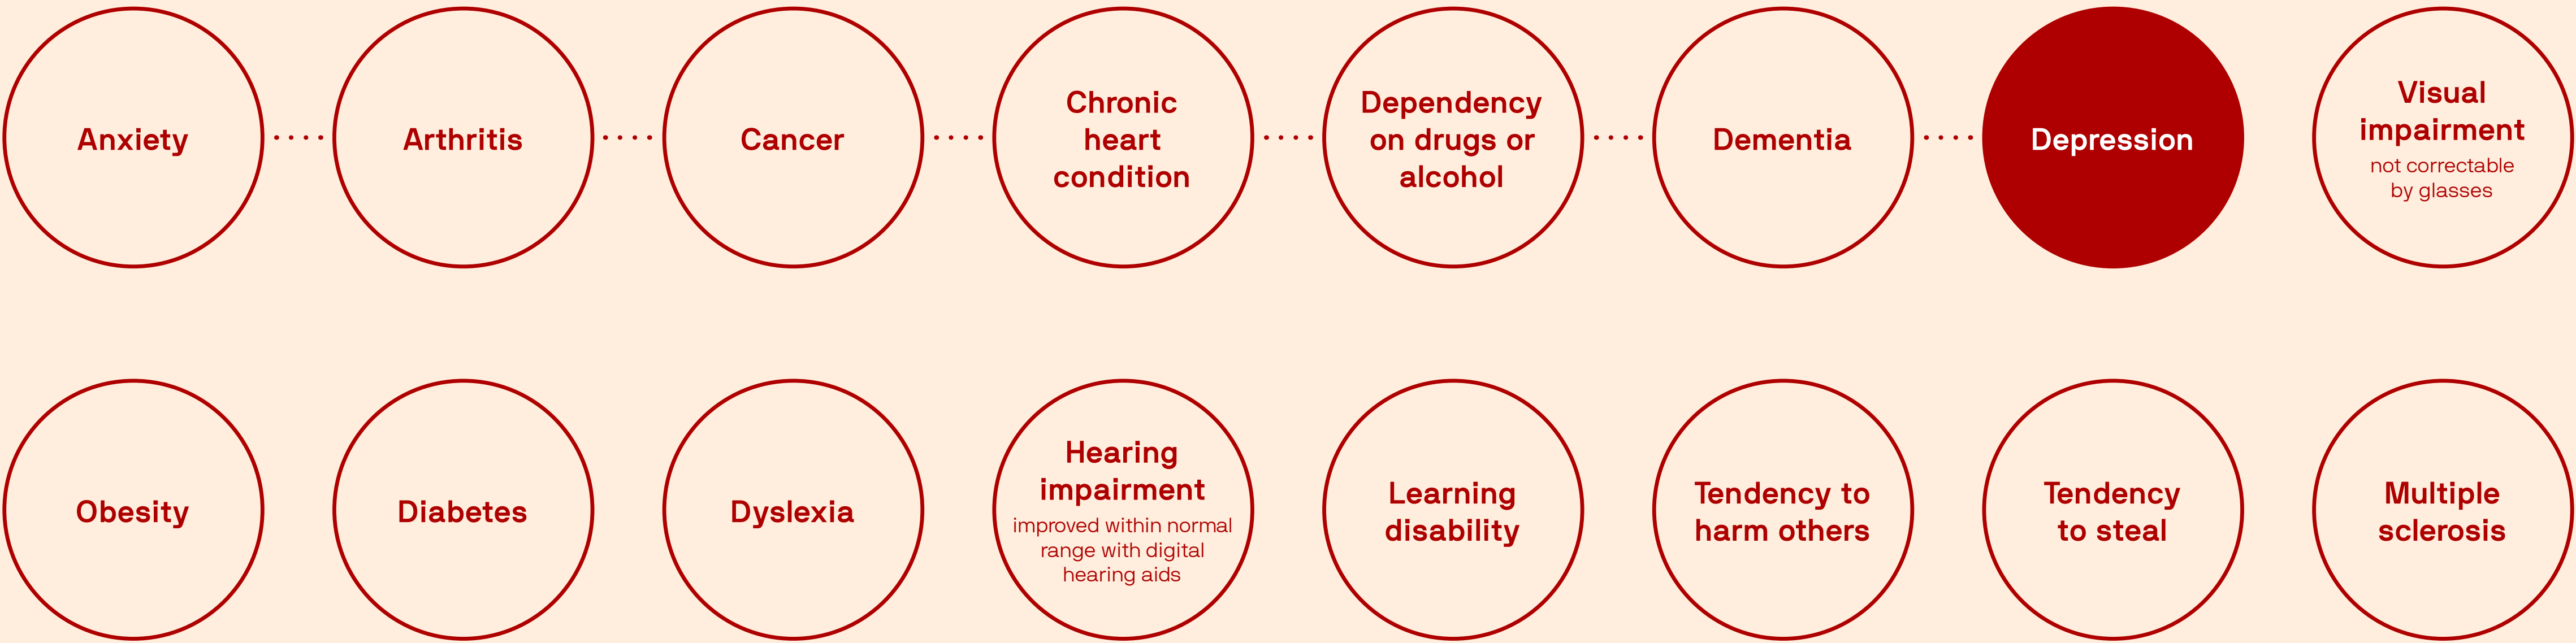 Anxiety
Arthritis
Cancer
Chronic
heart
condition
Dependency
on drugs or
alcohol
Dementia
Depression
Visual
impairment
not correctable
by glasses
Obesity
Diabetes
Dyslexia
Hearing
impairment
improved within normal
range with digital
hearing aids
Learning
disability
Tendency to
harm others
Tendency
to steal
Multiple
sclerosis